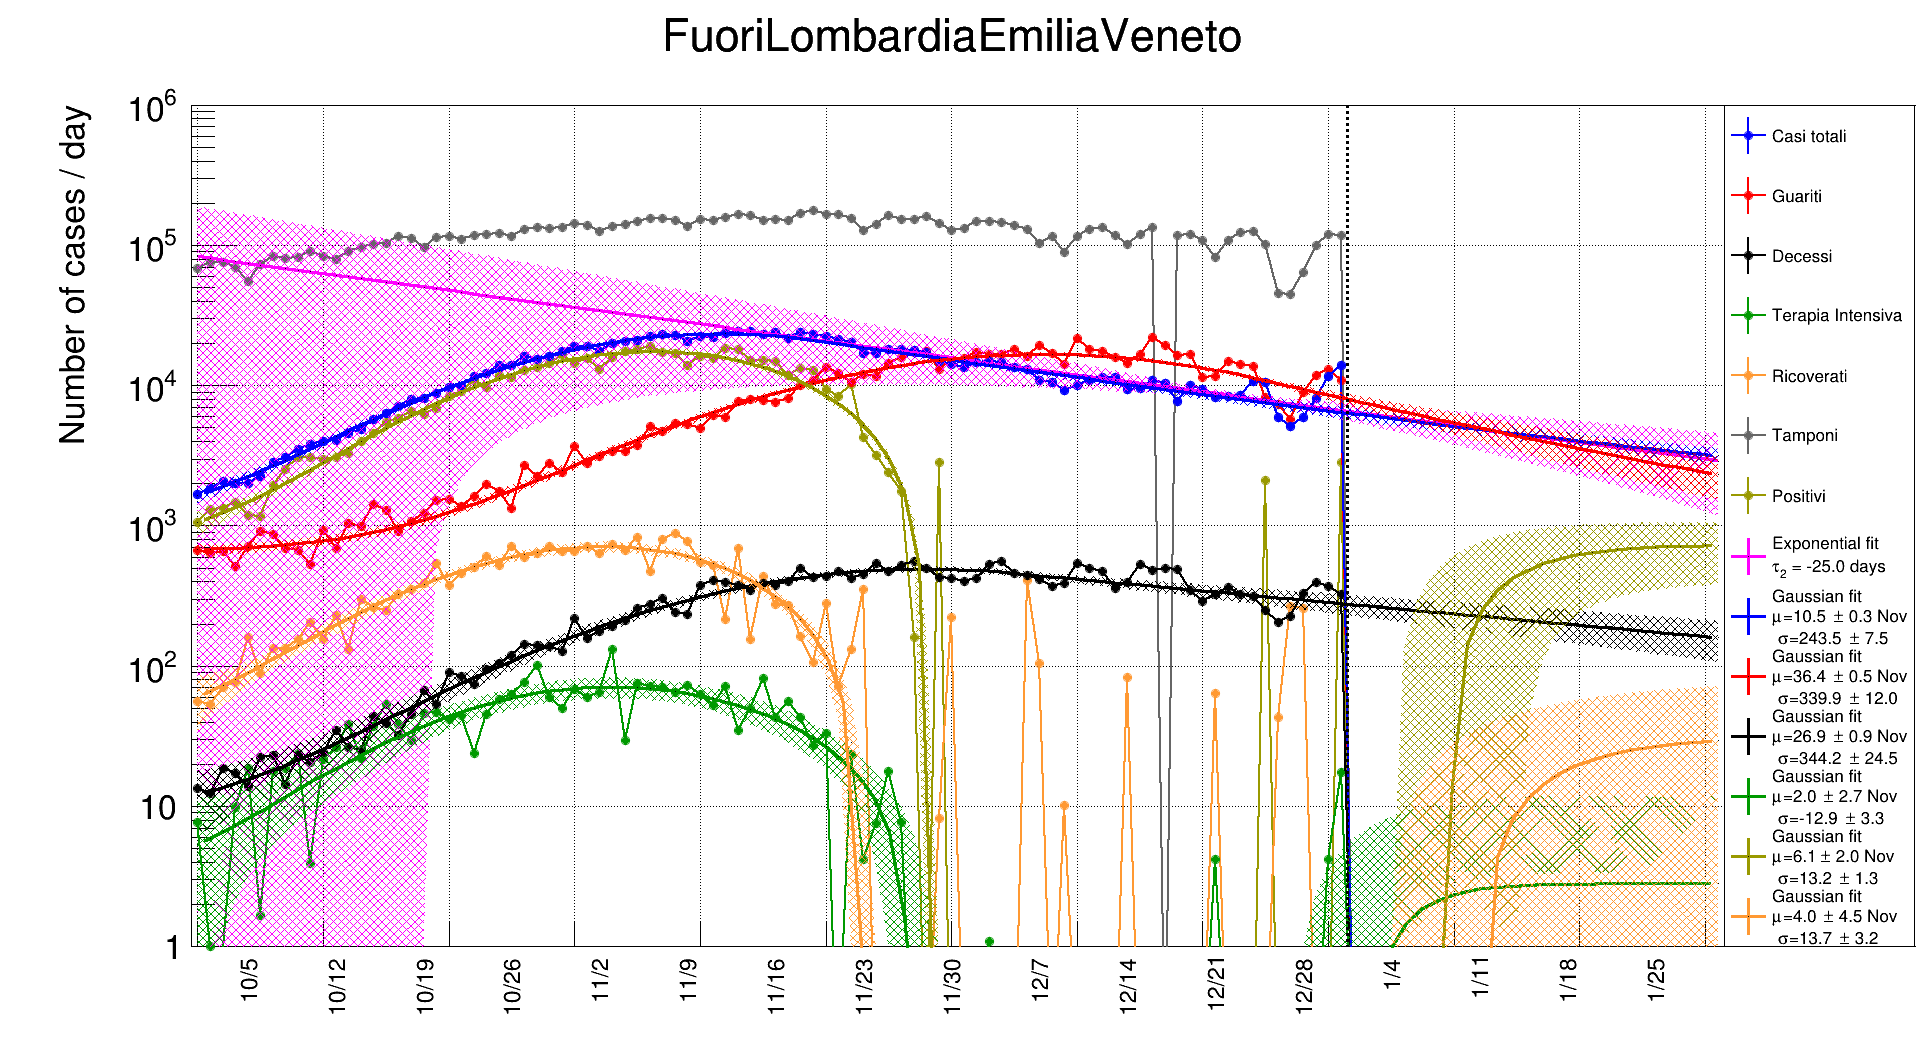 FuoriLombardiaEmiliaVeneto
Number of cases / day
10^6
10^5
10^4
10^3
10^2
10
1
10/5
10/12
10/19
10/26
11/2
11/9
11/16
11/23
11/30
12/7
12/14
12/21
12/28
1/4
1/11
1/18
1/25
Casi totali
Guariti
Decessi
Terapia Intensiva
Ricoverati
Tamponi
Positivi
Exponential fit
τ₂ = -25.0 days
Gaussian fit
μ=10.5 ± 0.3 Nov
σ=243.5 ± 7.5
Gaussian fit
μ=36.4 ± 0.5 Nov
σ=339.9 ± 12.0
Gaussian fit
μ=26.9 ± 0.9 Nov
σ=344.2 ± 24.5
Gaussian fit
μ=2.0 ± 2.7 Nov
σ=-12.9 ± 3.3
Gaussian fit
μ=6.1 ± 2.0 Nov
σ=13.2 ± 1.3
Gaussian fit
μ=4.0 ± 4.5 Nov
σ=13.7 ± 3.2